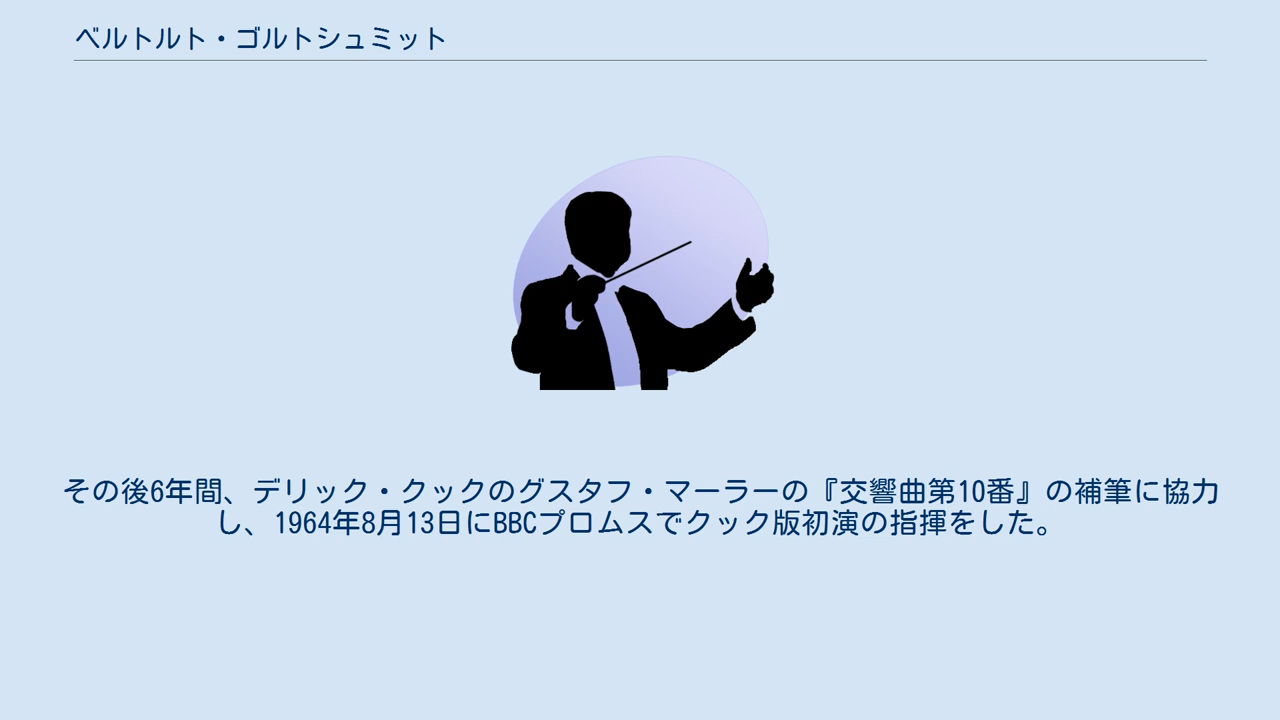 ベルトルト・ゴルトシュミット
その後6年間、デリック・クックのグスタフ・マーラーの『交響曲第10番』の補筆に協力
し、1964年8月13日にBBCプロムスでクック版初演の指揮をした。